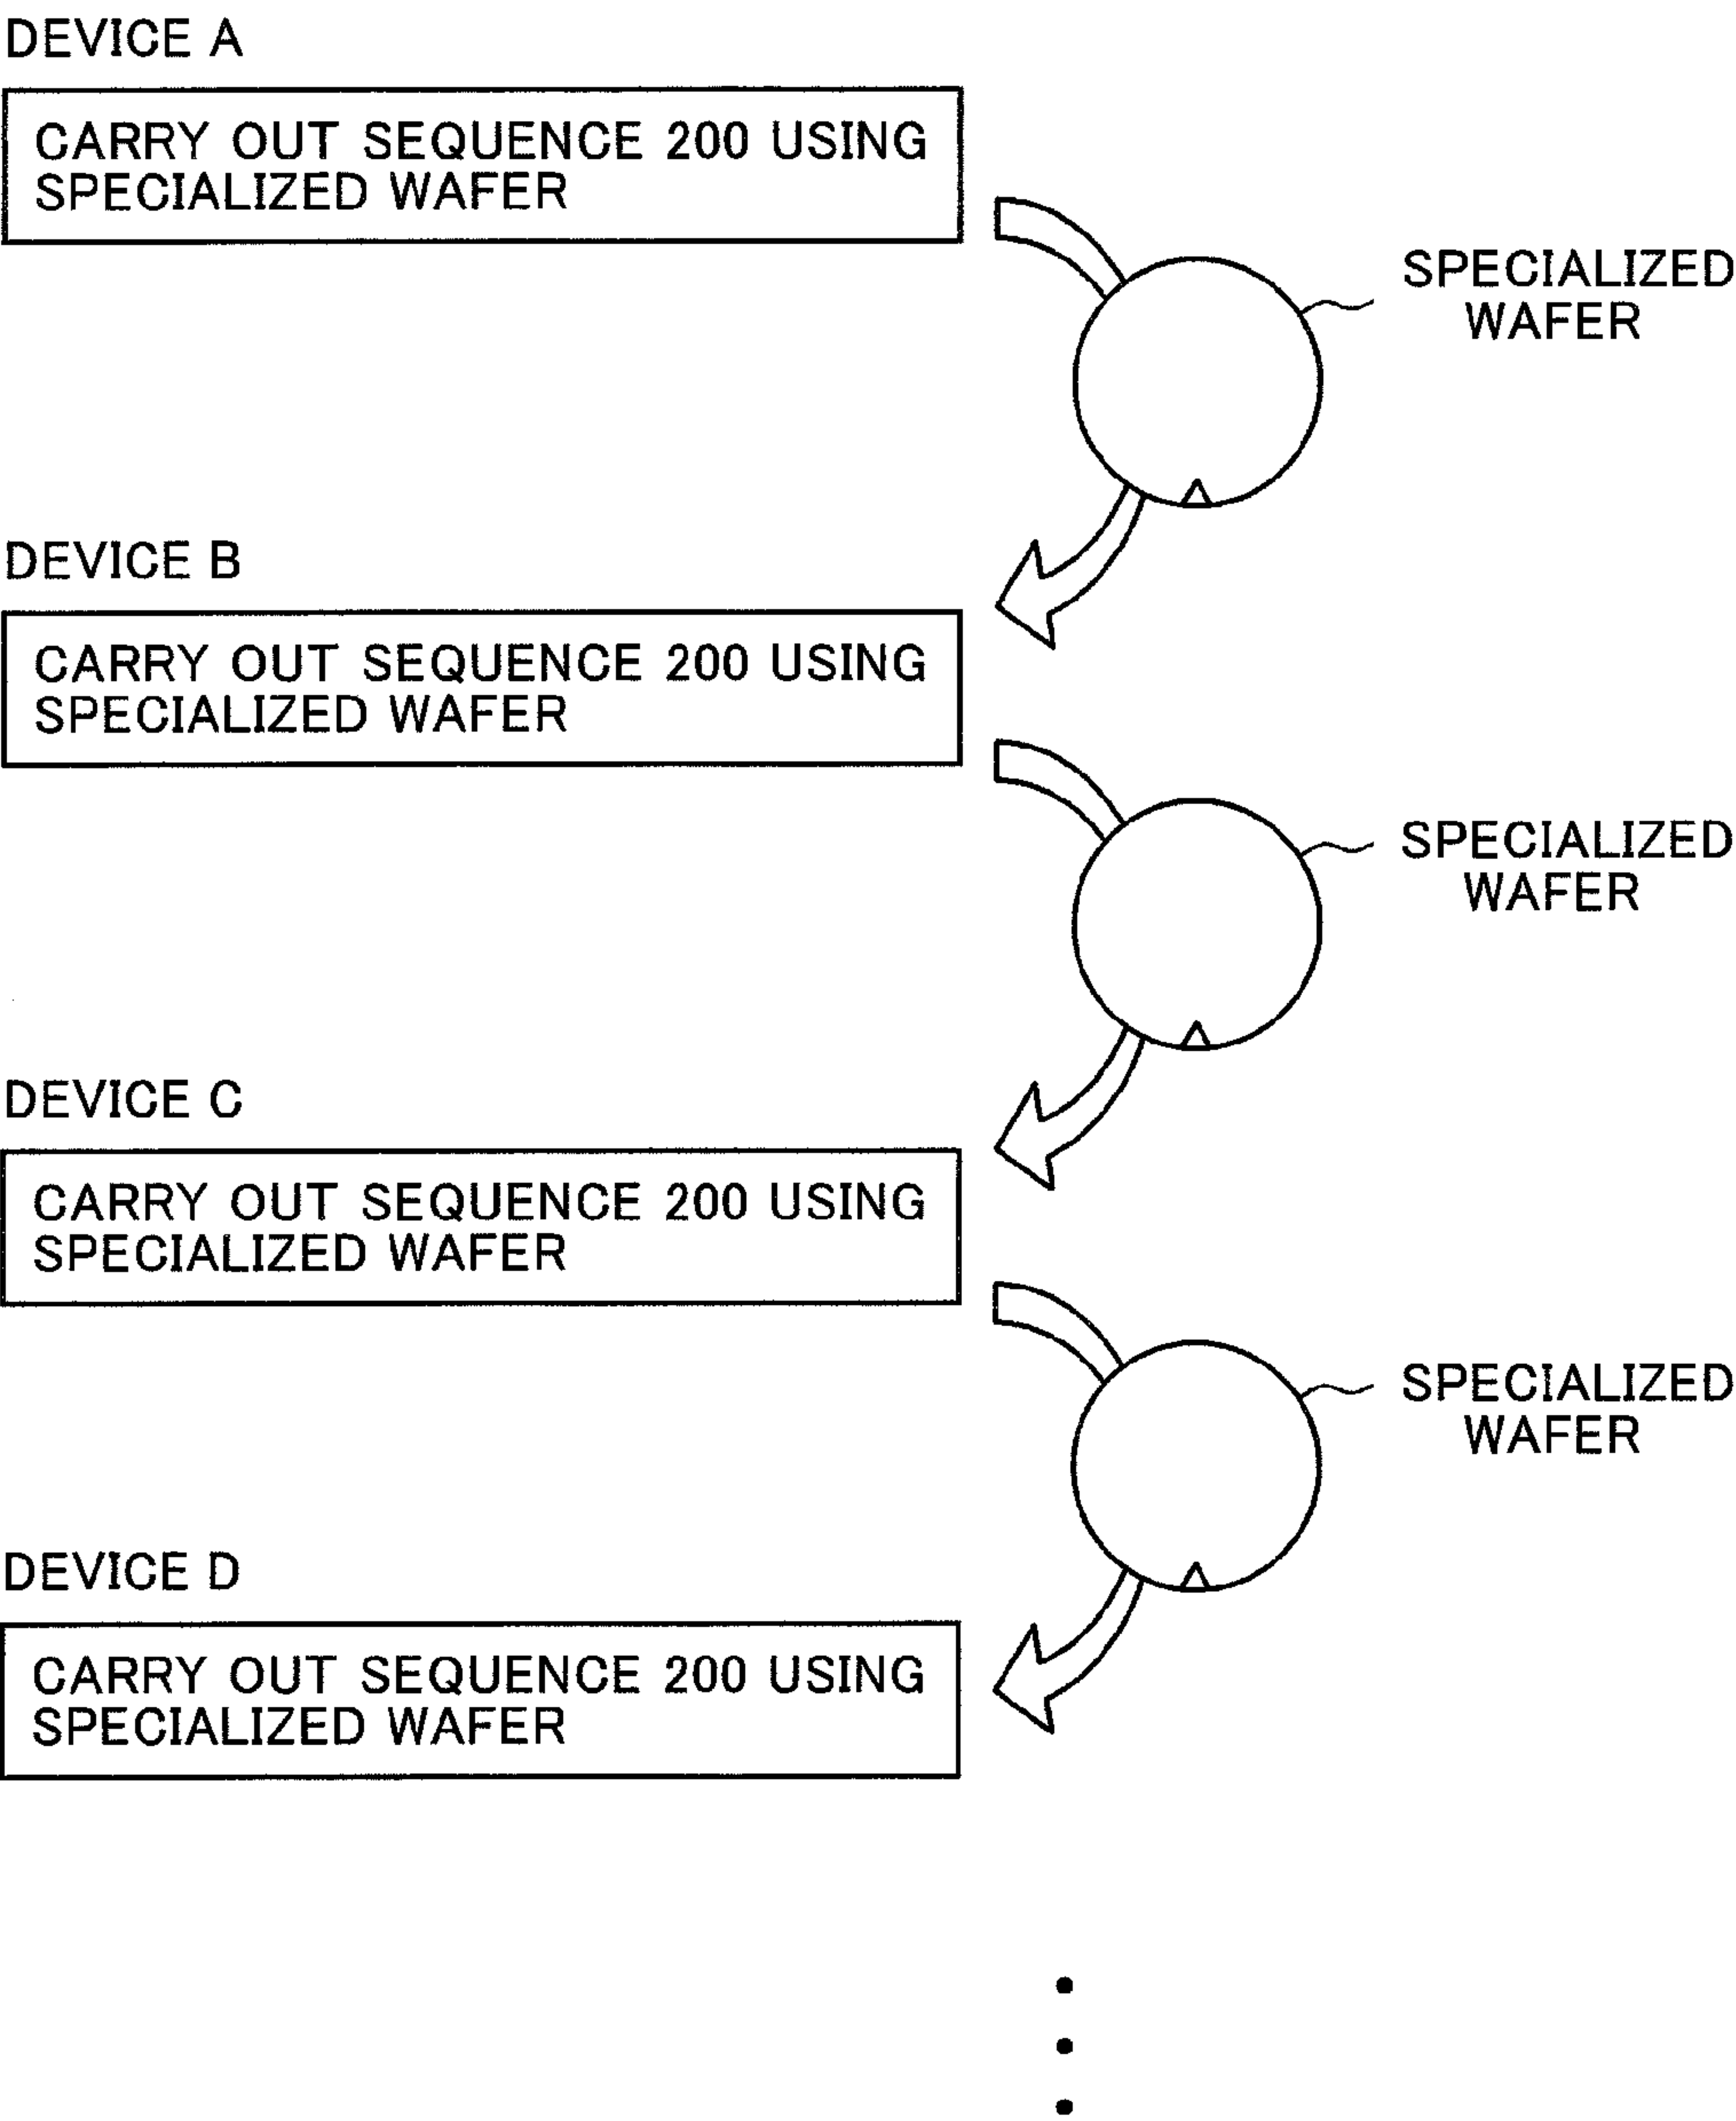 DEVICE A
CARRY OUT SEQUENCE 200 USING
SPECIALIZED WAFER
SPECIALIZED
WAFER
DEVICE B
CARRY OUT SEQUENCE 200 USING
SPECIALIZED WAFER
SPECIALIZED
WAFER
DEVICE C
CARRY OUT SEQUENCE 200 USING
SPECIALIZED WAFER
SPECIALIZED
WAFER
DEVICE D
CARRY OUT SEQUENCE 200 USING
SPECIALIZED WAFER